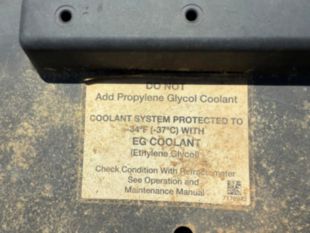 DO NOT
Add Propylene Glycol Coolant
COOLANT SYSTEM PROTECTED TO
-34°F (-37°C) WITH
EG COOLANT
(Ethylene Glycol)
Check Condition With Refractometer
See Operation and
Maintenance Manual